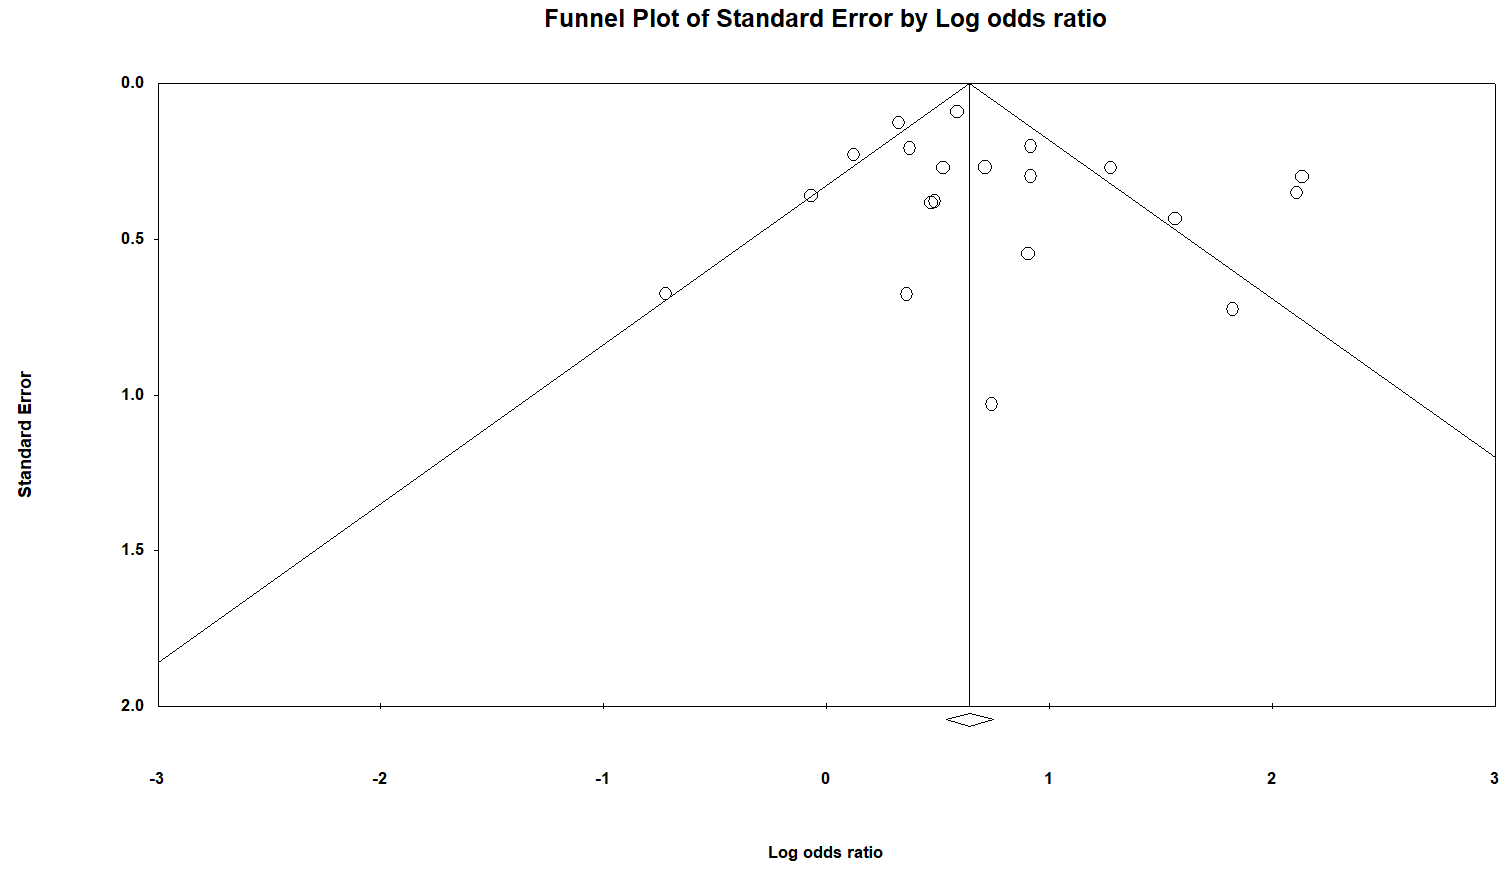 Funnel Plot of Standard Error by Log odds ratio
0.0
0.5
1.0
1.5
2.0
Standard Error
-3 -2 -1 0 1 2 3
Log odds ratio